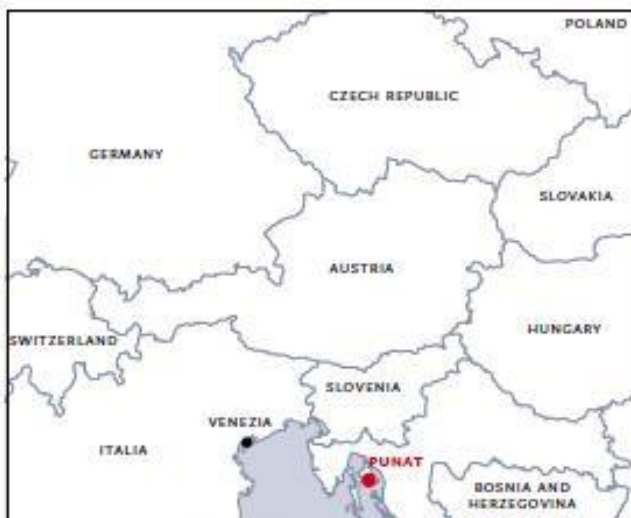 POLAND
CZECH REPUBLIC
GERMANY
SLOVAKIA
AUSTRIA
HUNGARY
SWITZERLAND
SLOVENIA
VENEZIA
ITALIA
PUNAT
BOSNIA AND
HERZEGOVINA